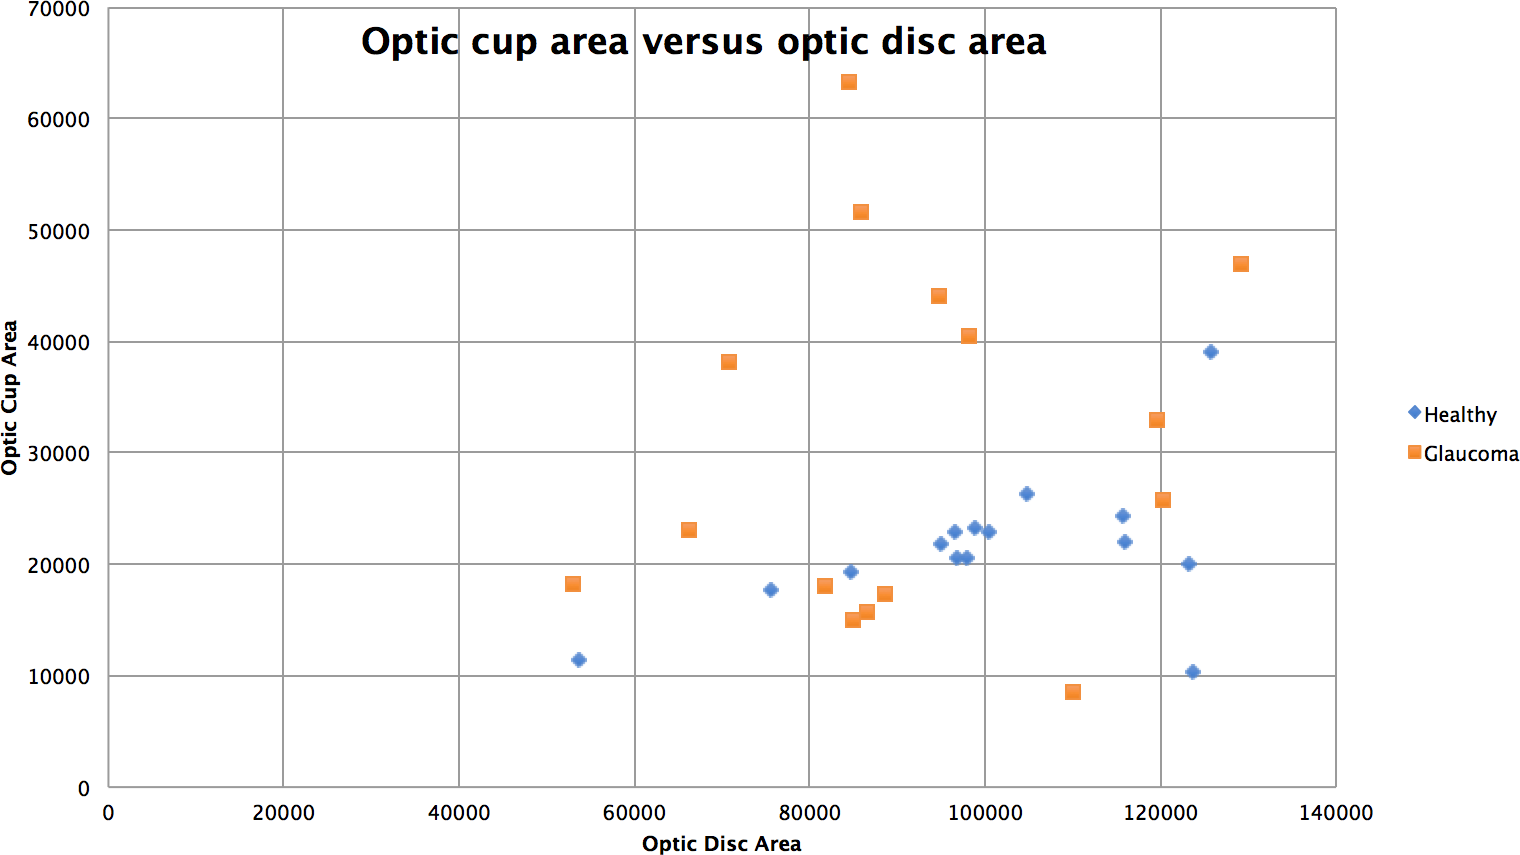 Optic cup area versus optic disc area
70000
60000
50000
40000
30000
20000
10000
0
Optic Cup Area
0 20000 40000 60000 80000 100000 120000 140000
Optic Disc Area
Healthy
Glaucoma